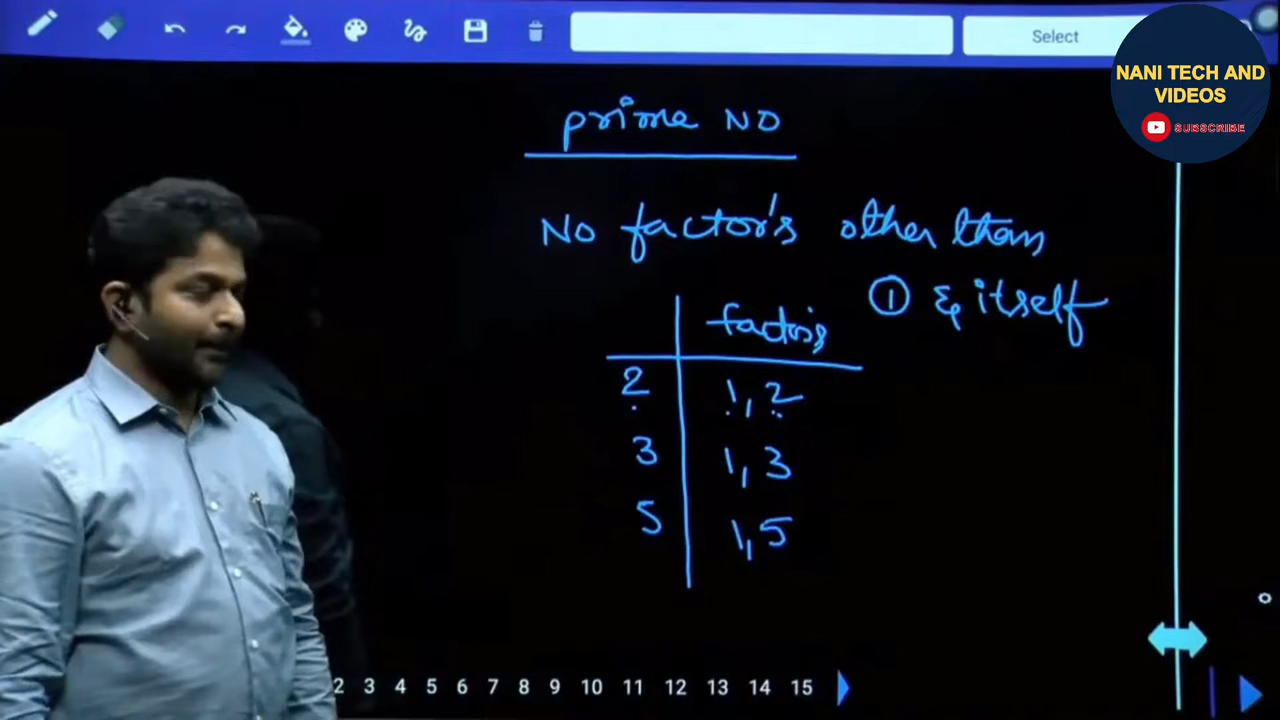 Select
NANI TECH AND
VIDEOS
SUBSCRIBE
prime NO
No factor's other than
① & itself
factor's
2 1, 2
3 1, 3
5 1, 5
2 3 4 5 6 7 8 9 10 11 12 13 14 15